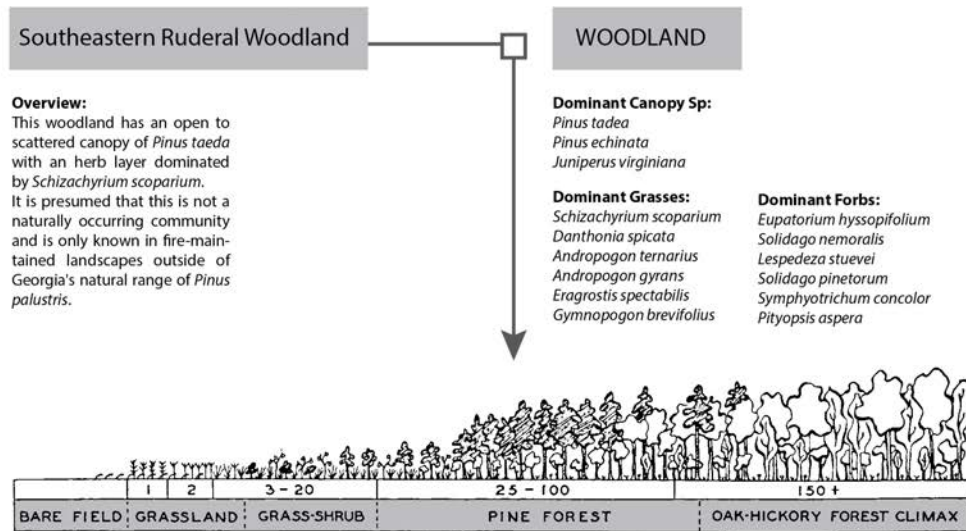 Southeastern Ruderal Woodland
WOODLAND
Overview:
This woodland has an open to
scattered canopy of Pinus taeda
with an herb layer dominated
by Schizachyrium scoparium.
It is presumed that this is not a
naturally occurring community
and is only known in fire-main-
tained landscapes outside of
Georgia's natural range of Pinus
palustris.
Dominant Canopy Sp:
Pinus tadea
Pinus echinata
Juniperus virginiana
Dominant Grasses:
Schizachyrium scoparium
Danthonia spicata
Andropogon ternarius
Andropogon gyrans
Eragrostis spectabilis
Gymnopogon brevifolius
Dominant Forbs:
Eupatorium hyssopifolium
Solidago nemoralis
Lespedeza stuevei
Solidago pinetorum
Symphyotrichum concolor
Pityopsis aspera
1 2 3-20 25-100 150+
BARE FIELD GRASSLAND GRASS-SHRUB PINE FOREST OAK-HICKORY FOREST CLIMAX